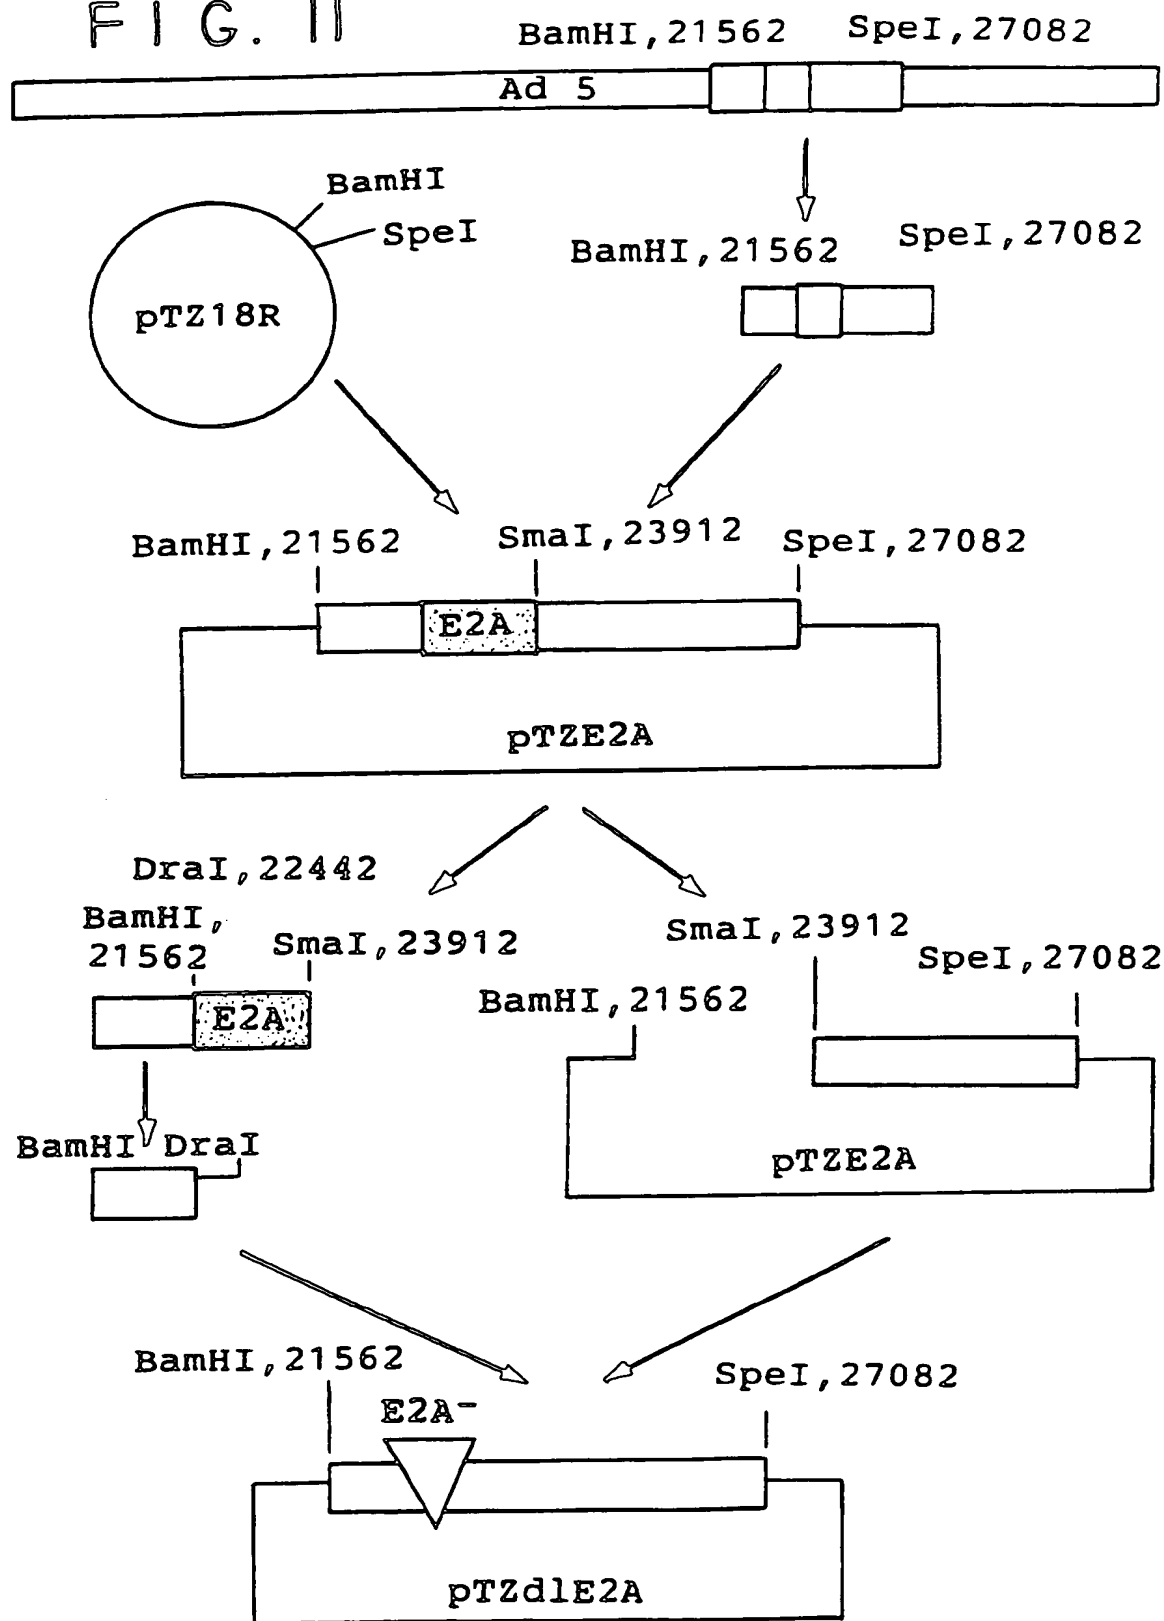 FIG. 11
BamHI,21562 SpeI,27082
Ad 5
BamHI
SpeI
pTZ18R
BamHI,21562 SpeI,27082
BamHI,21562 SmaI,23912 SpeI,27082
E2A
pTZE2A
DraI,22442
BamHI,
21562
SmaI,23912
E2A
BamHI DraI
SmaI,23912
SpeI,27082
BamHI,21562
pTZE2A
BamHI,21562 SpeI,27082
E2A-
pTZdlE2A